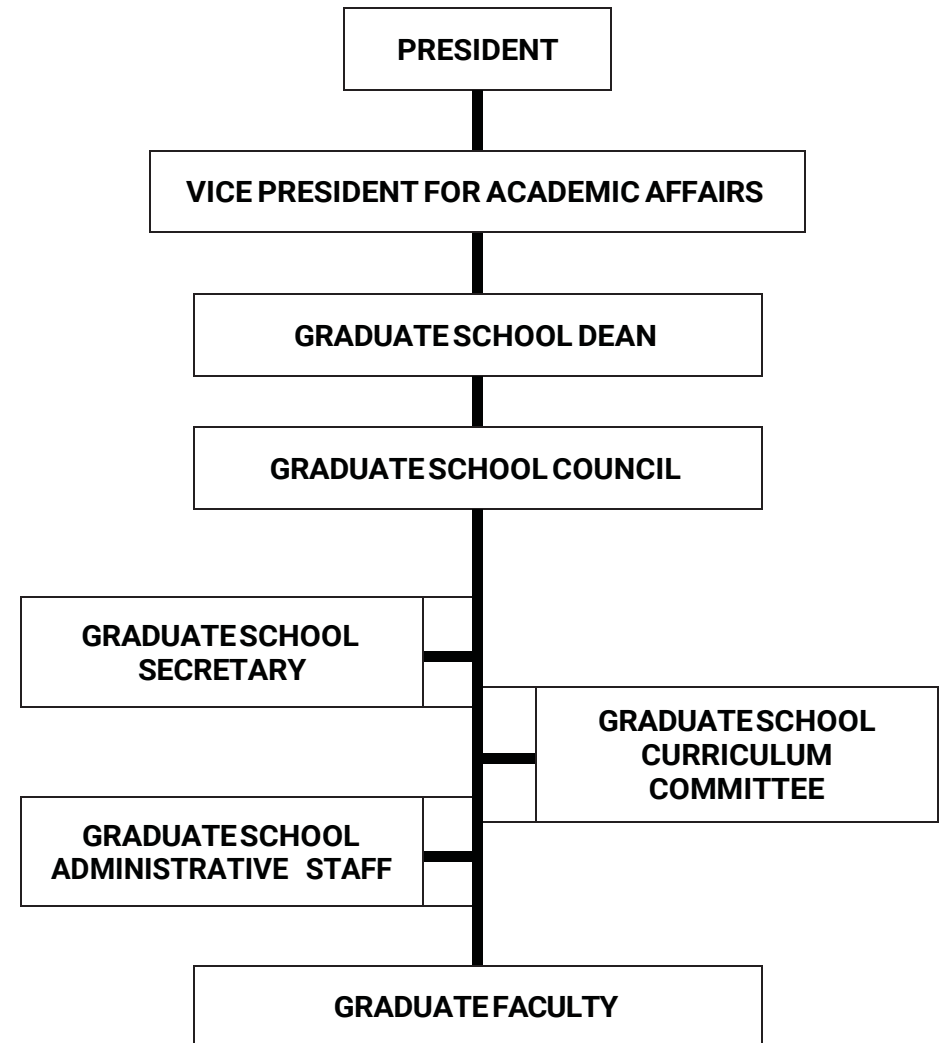 PRESIDENT
VICE PRESIDENT FOR ACADEMIC AFFAIRS
GRADUATE SCHOOL DEAN
GRADUATE SCHOOL COUNCIL
GRADUATE SCHOOL
SECRETARY
GRADUATE SCHOOL
CURRICULUM
COMMITTEE
GRADUATE SCHOOL
ADMINISTRATIVE STAFF
GRADUATE FACULTY